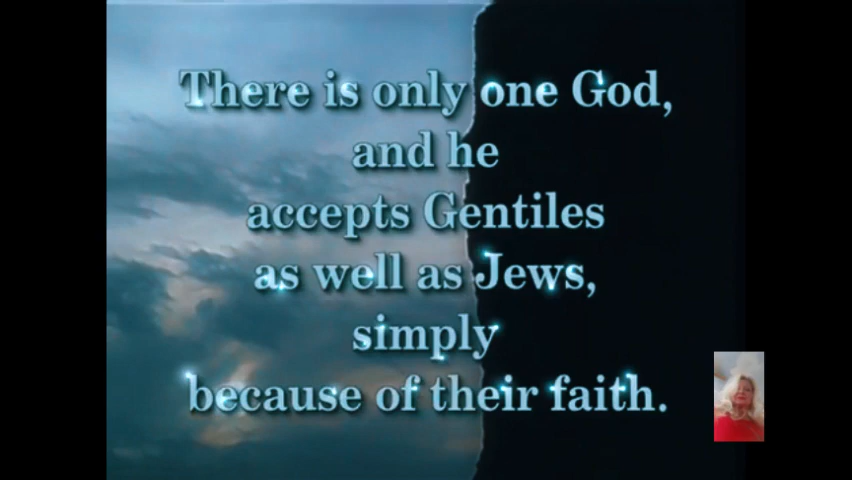 There is only one God,
and he
accepts Gentiles
as well as Jews,
simply
because of their faith.